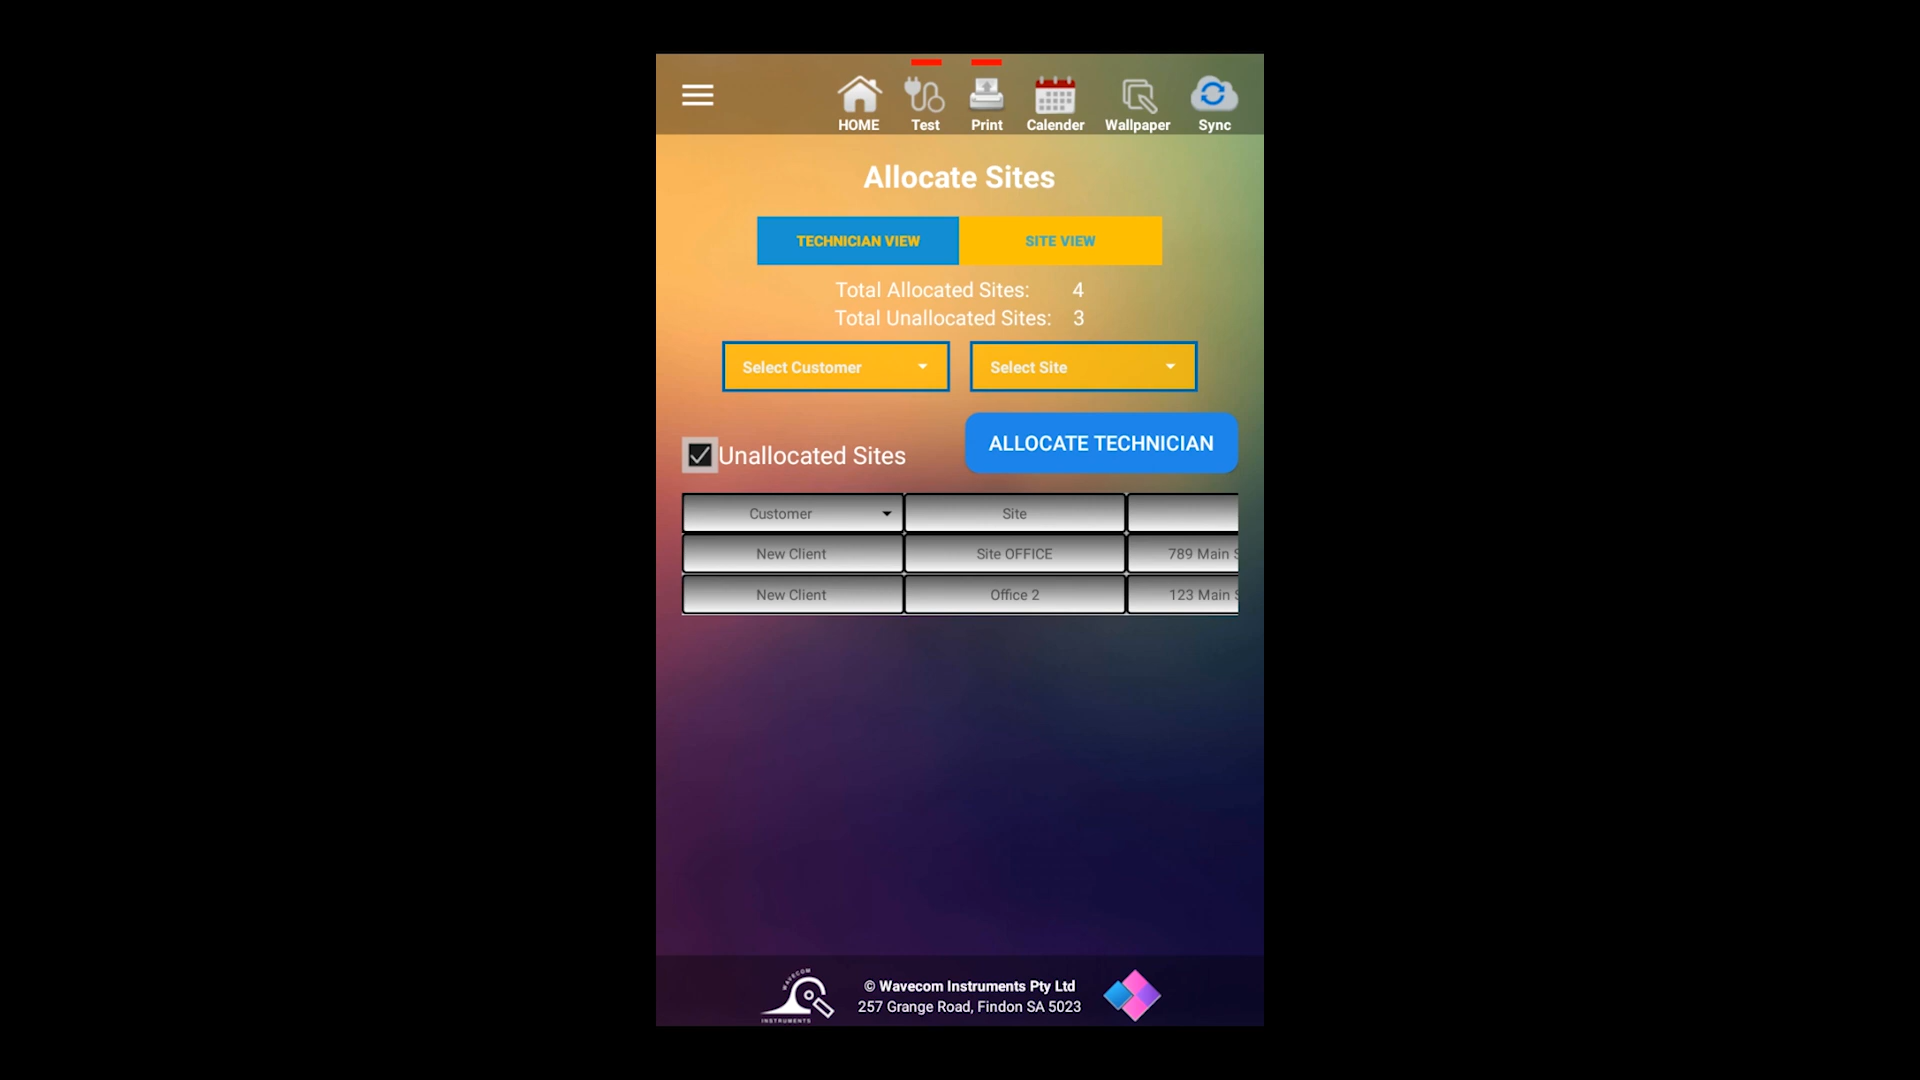 HOME Test Print Calender Wallpaper Sync
Allocate Sites
TECHNICIAN VIEW SITE VIEW
Total Allocated Sites: 4
Total Unallocated Sites: 3
Select Customer Select Site
Unallocated Sites ALLOCATE TECHNICIAN
Customer Site
New Client Site OFFICE 789 Main S
New Client Office 2 123 Main S
WAVECOM
INSTRUMENTS
© Wavecom Instruments Pty Ltd
257 Grange Road, Findon SA 5023